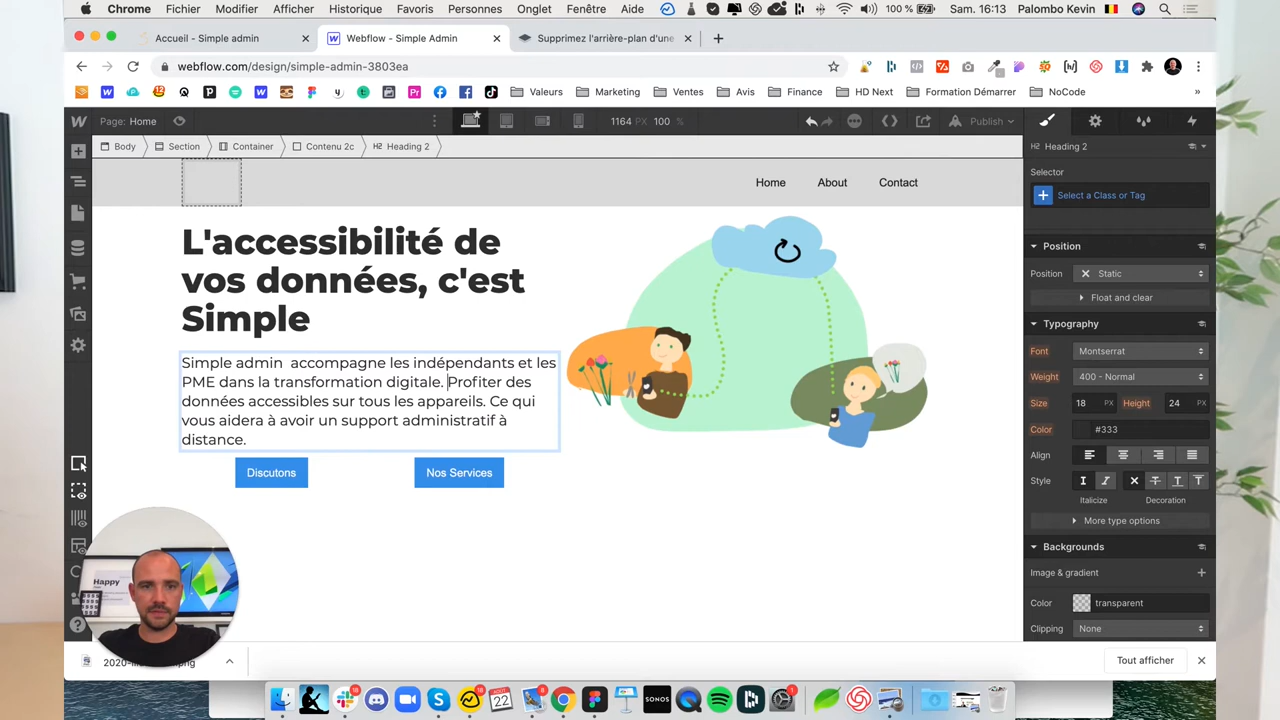 Chrome Fichier Modifier Afficher Historique Favoris Personnes Onglet Fenêtre Aide 100 % Sam. 16:13 Palombo Kevin
Accueil - Simple admin
Webflow - Simple Admin
Supprimez l'arrière-plan d'une
webflow.com/design/simple-admin-3803ea
Valeurs Marketing Ventes Avis Finance HD Next Formation Démarrer NoCode
Page: Home 1164 PX 100 % Publish
Body Section Container Contenu 2c H2 Heading 2
H2 Heading 2
Selector
Select a Class or Tag
Home About Contact
L'accessibilité de
vos données, c'est
Simple
Simple admin accompagne les indépendants et les
PME dans la transformation digitale. Profiter des
données accessibles sur tous les appareils. Ce qui
vous aidera à avoir un support administratif à
distance.
Discutons
Nos Services
Position
Position Static
Float and clear
Typography
Font Montserrat
Weight 400 - Normal
Size 18 PX Height 24 PX
Color #333
Align
Style
Italicize Decoration
More type options
Backgrounds
Image & gradient
Color transparent
Clipping None
Happy
Tout afficher
SONOS